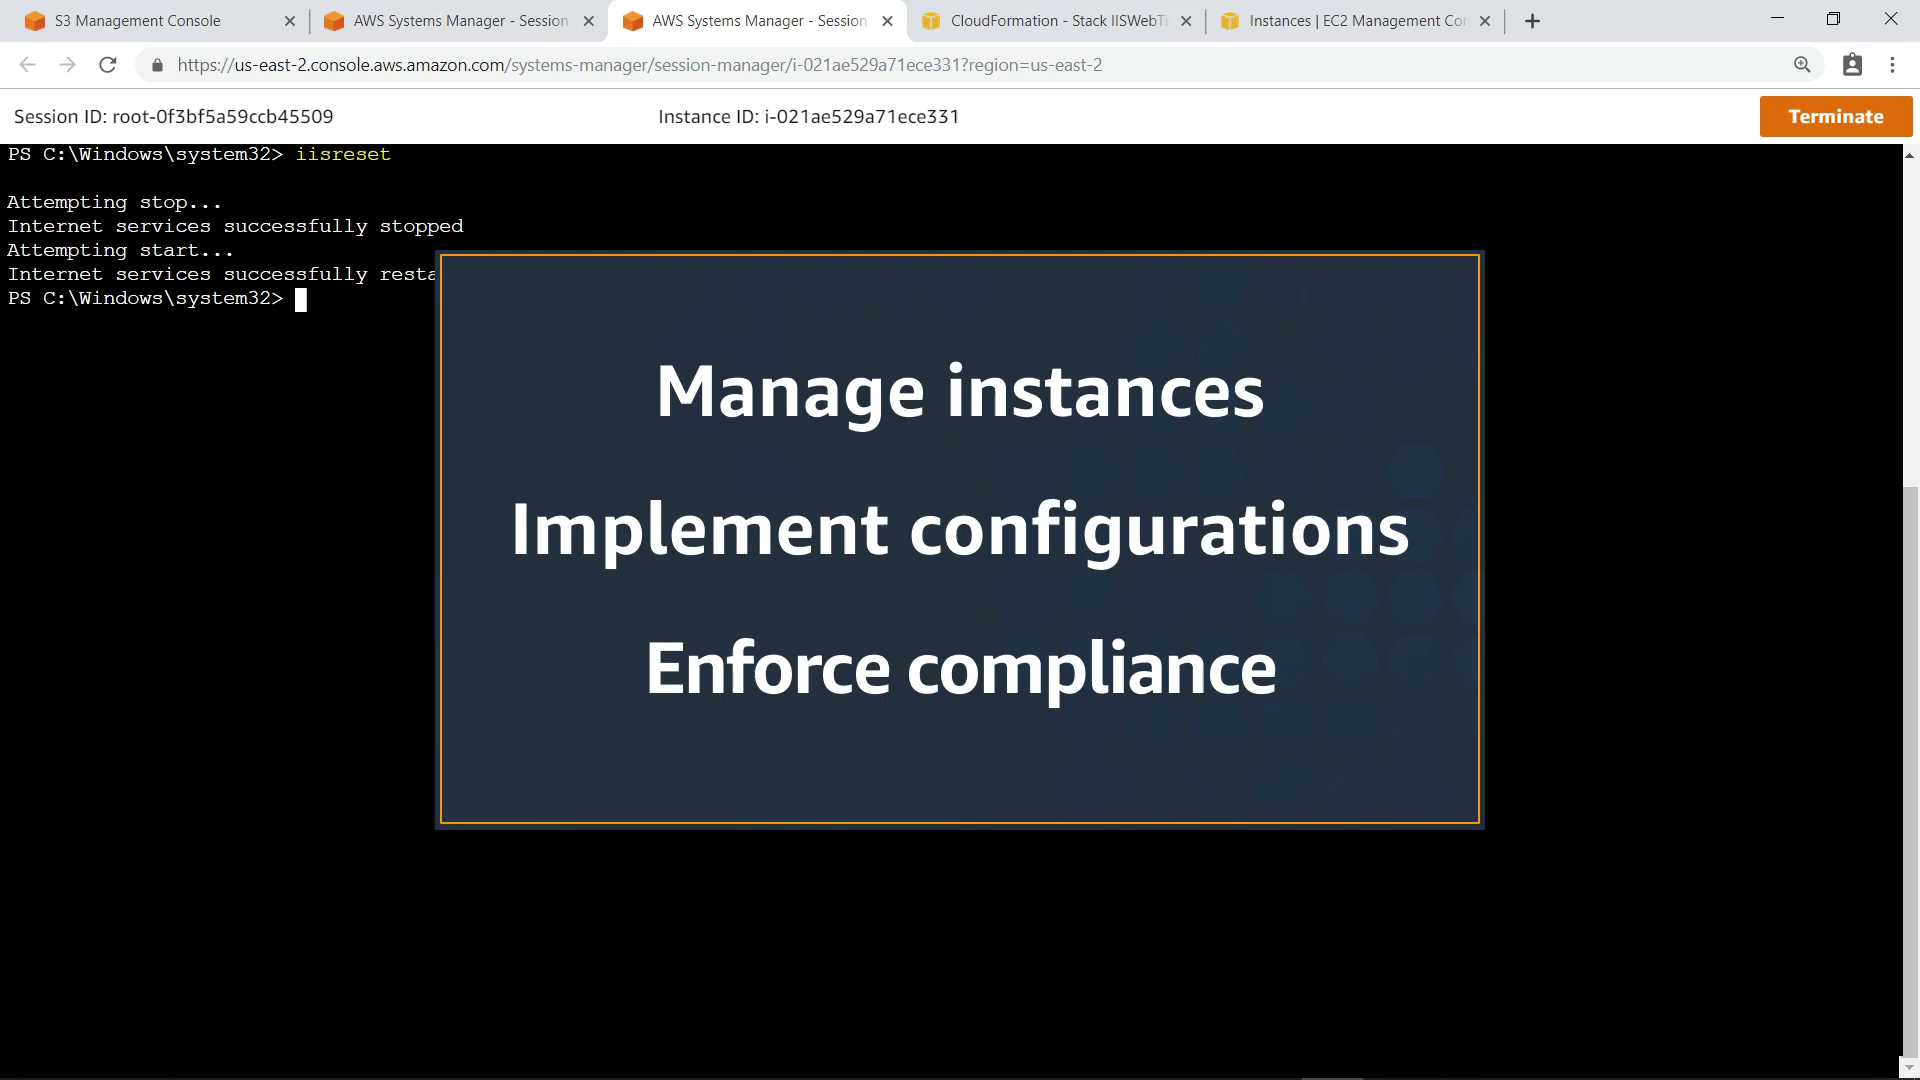 S3 Management Console
AWS Systems Manager - Session
AWS Systems Manager - Session
CloudFormation - Stack IISWebTi
Instances | EC2 Management Con
https://us-east-2.console.aws.amazon.com/systems-manager/session-manager/i-021ae529a71ece331?region=us-east-2
Session ID: root-0f3bf5a59ccb45509
Instance ID: i-021ae529a71ece331
Terminate
PS C:\Windows\system32> iisreset
Attempting stop...
Internet services successfully stopped
Attempting start...
Internet services successfully resta
PS C:\Windows\system32>
Manage instances
Implement configurations
Enforce compliance